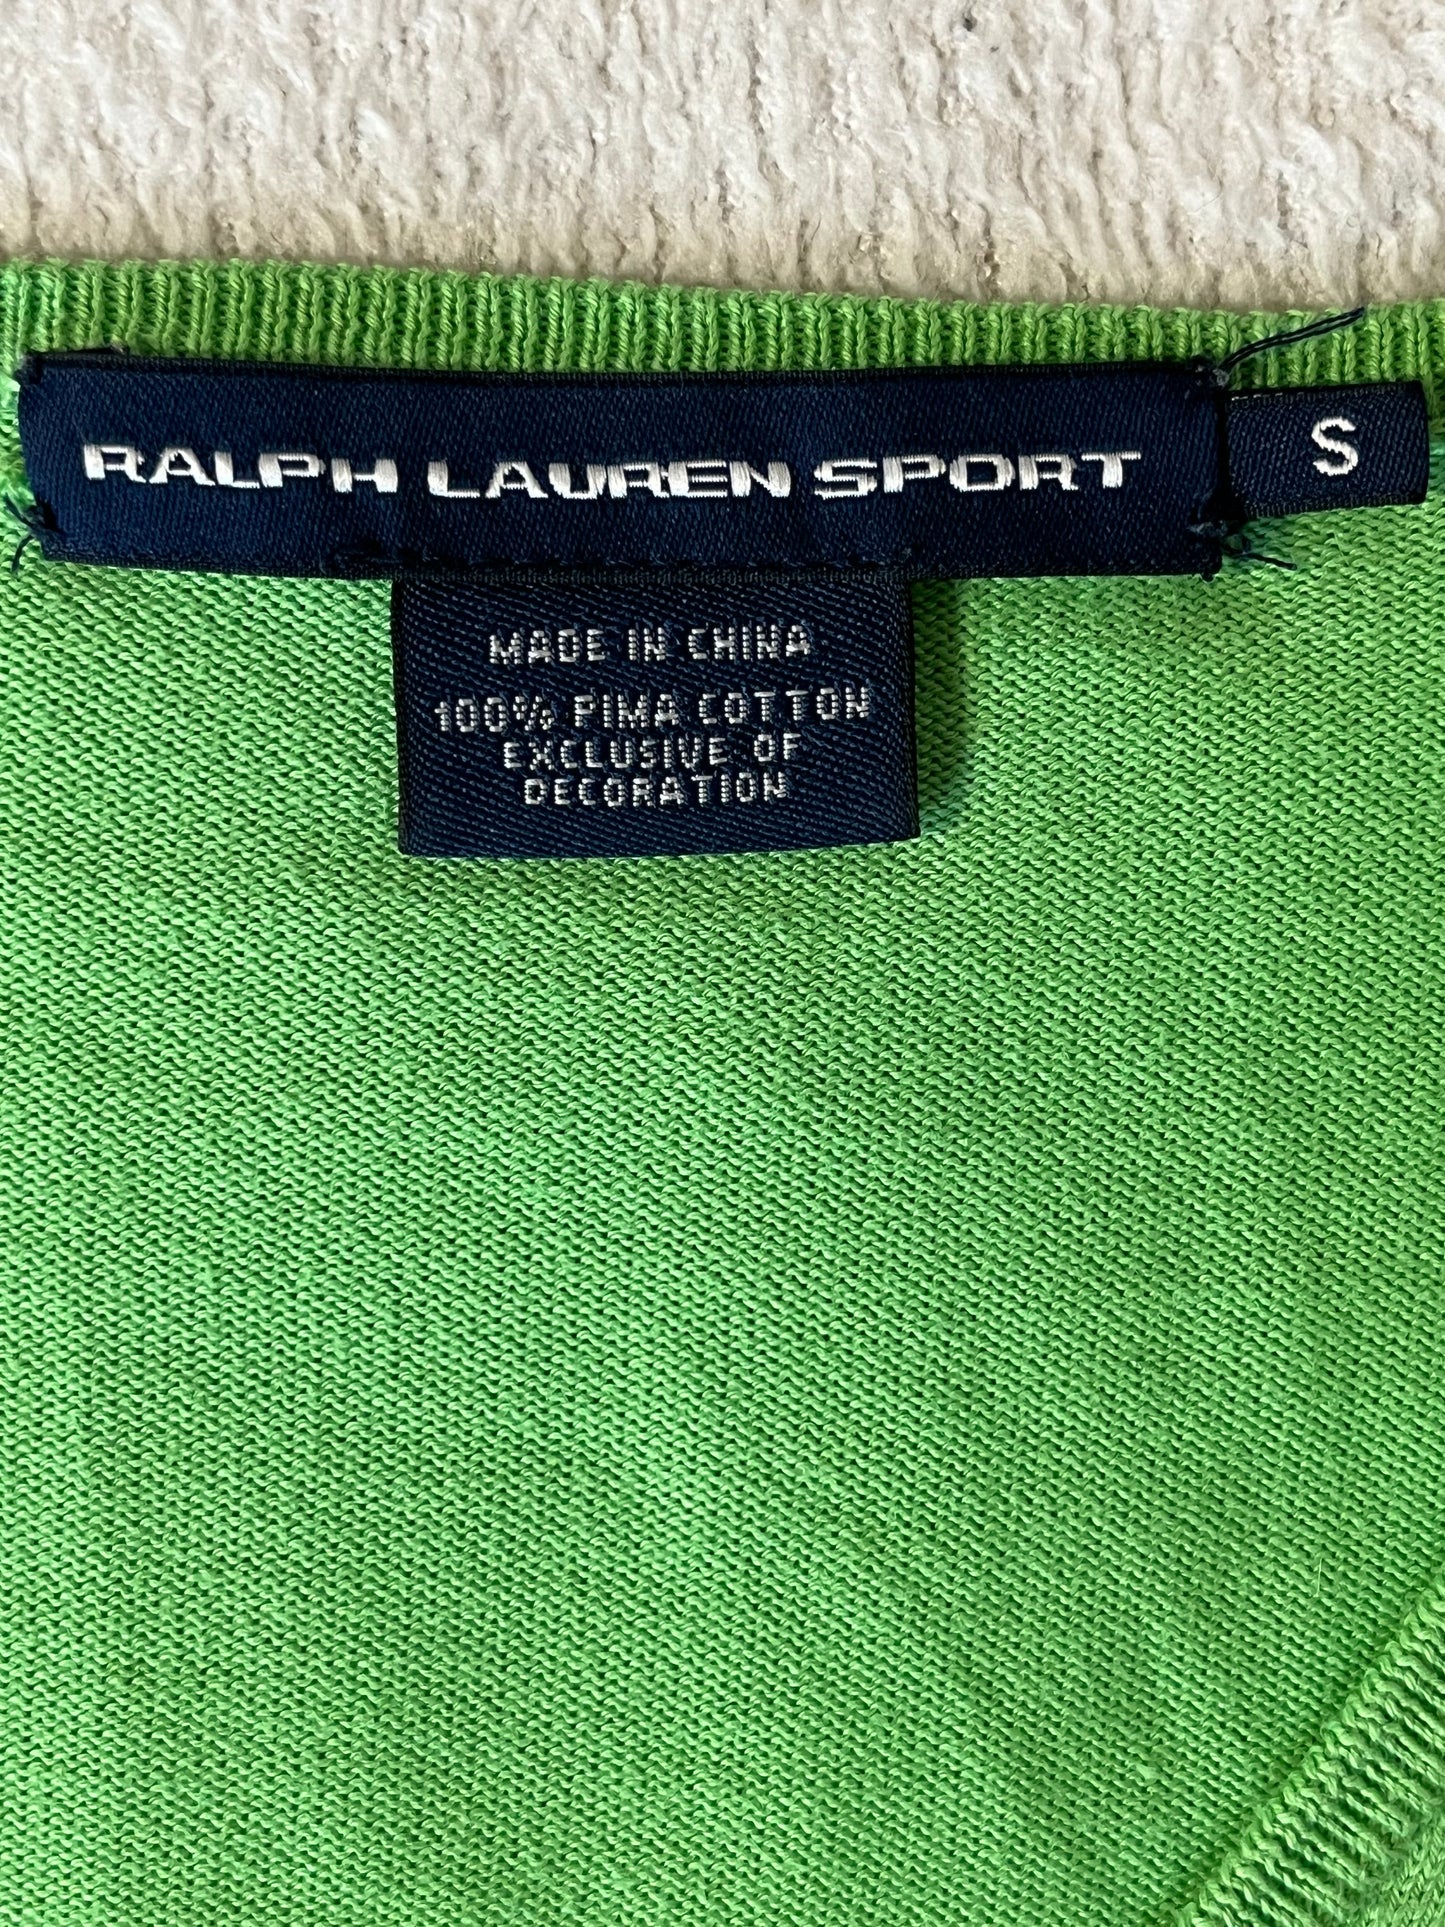 RALPH LAUREN SPORT
S
MADE IN CHINA
100% PIMA COTTON
EXCLUSIVE OF
DECORATION